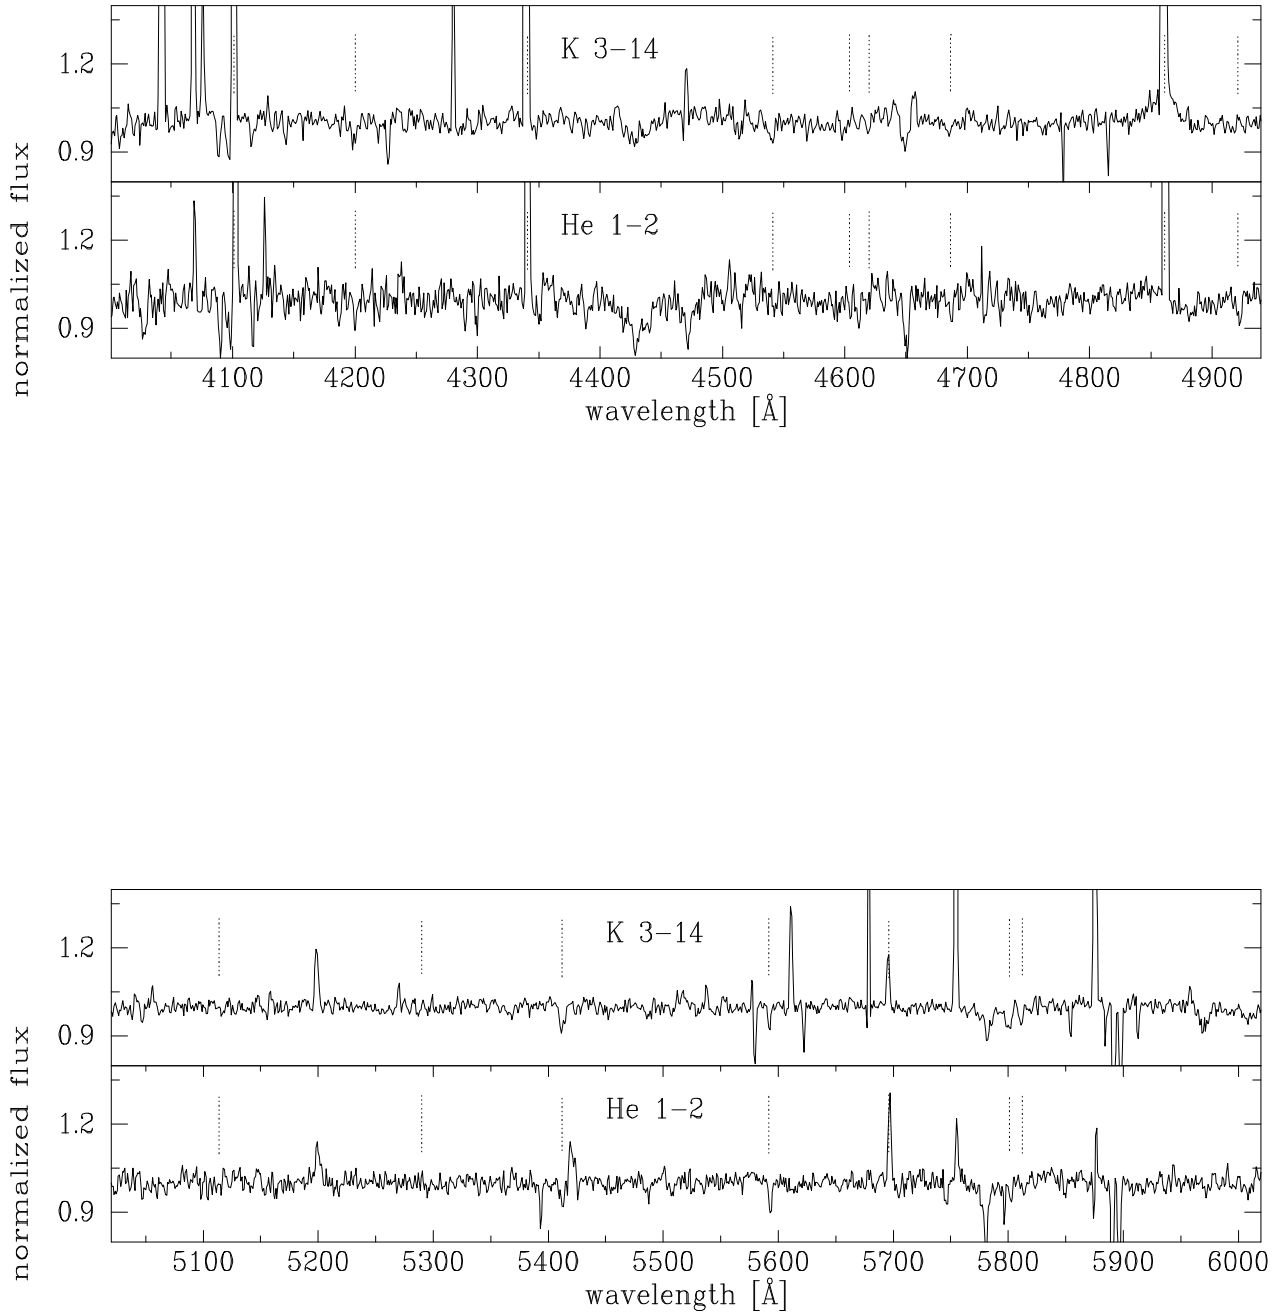 K 3-14
1.2
0.9
He 1-2
1.2
0.9
normalized flux
4100 4200 4300 4400 4500 4600 4700 4800 4900
wavelength [Å]
K 3-14
1.2
0.9
He 1-2
1.2
0.9
normalized flux
5100 5200 5300 5400 5500 5600 5700 5800 5900 6000
wavelength [Å]